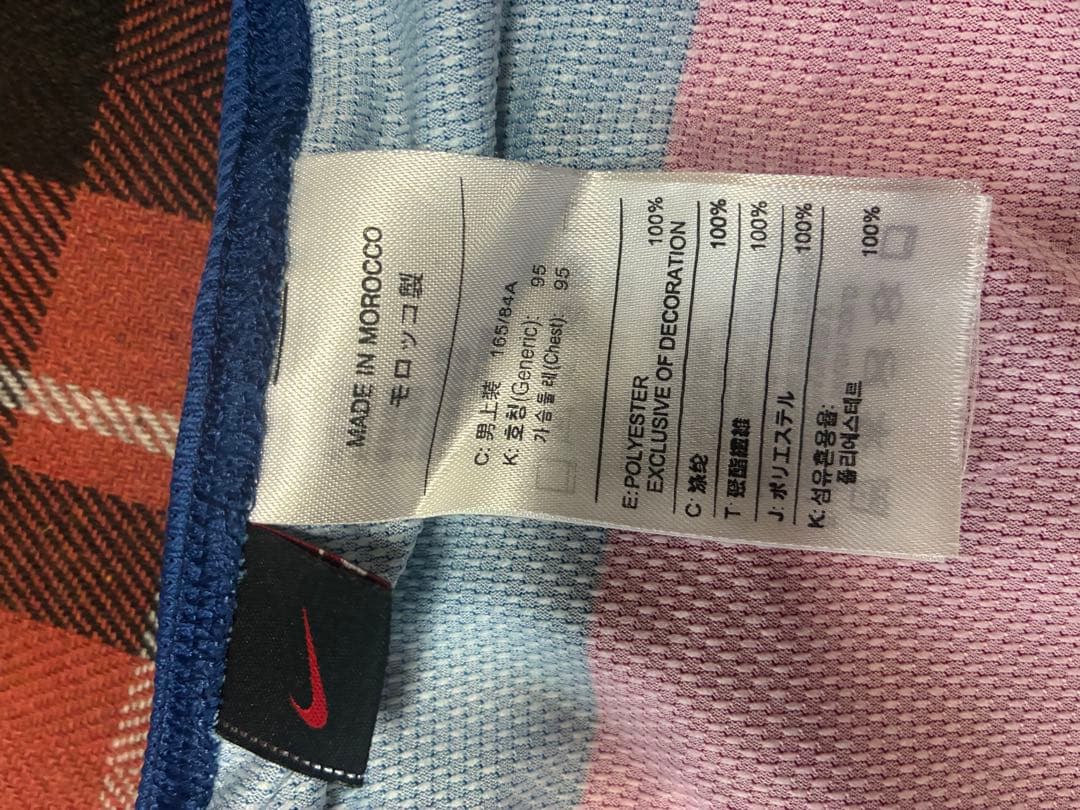 MADE IN MOROCCO
モロッコ製
C: 男上装 165/84A
K: 호칭(Generic): 95
가슴둘레(Chest): 95
E: POLYESTER 100%
EXCLUSIVE OF DECORATION
C: 涤纶 100%
T: 聚酯纖維 100%
J: ポリエステル 100%
K: 섬유혼용율:
폴리에스테르 100%